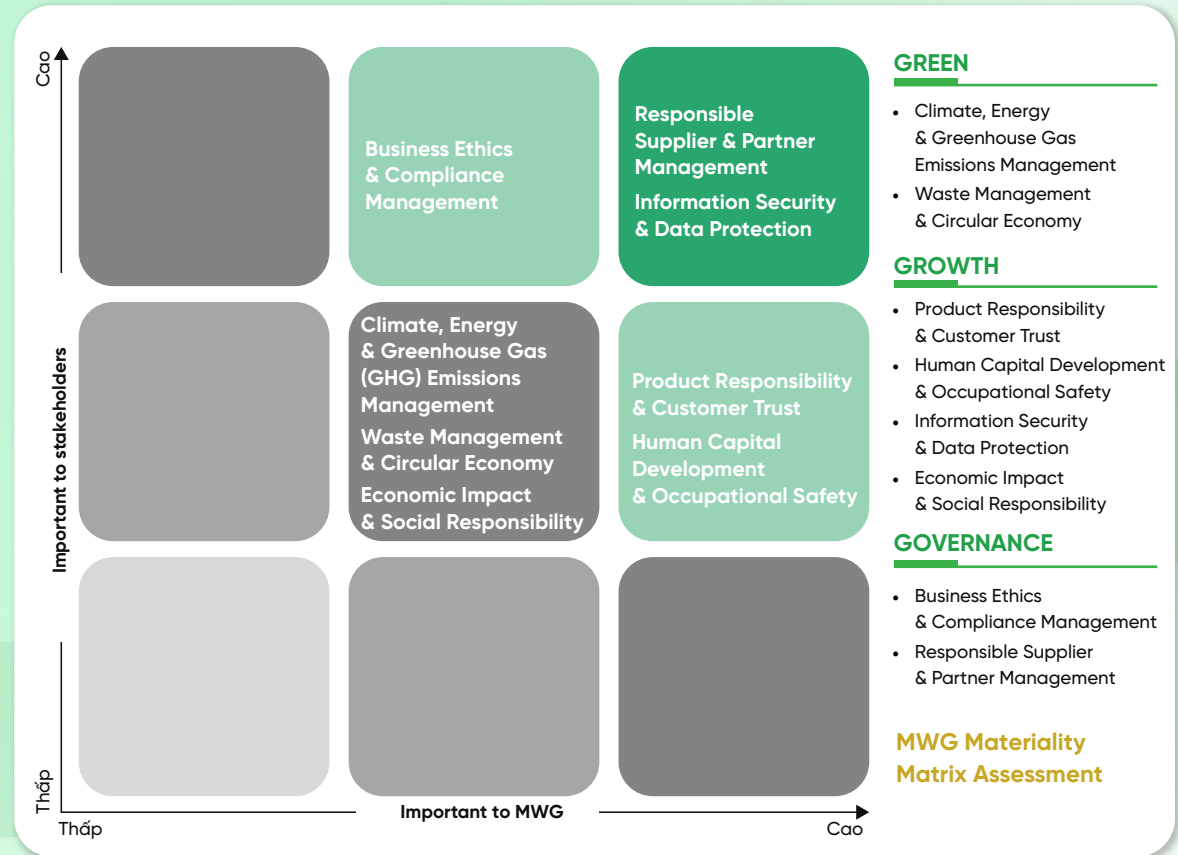 Cao
Important to stakeholders
Thấp
Business Ethics
& Compliance
Management
Responsible
Supplier & Partner
Management
Information Security
& Data Protection
Climate, Energy
& Greenhouse Gas
(GHG) Emissions
Management
Waste Management
& Circular Economy
Economic Impact
& Social Responsibility
Product Responsibility
& Customer Trust
Human Capital
Development
& Occupational Safety
Thấp
Important to MWG
Cao
GREEN
• Climate, Energy
& Greenhouse Gas
Emissions Management
• Waste Management
& Circular Economy
GROWTH
• Product Responsibility
& Customer Trust
• Human Capital Development
& Occupational Safety
• Information Security
& Data Protection
• Economic Impact
& Social Responsibility
GOVERNANCE
• Business Ethics
& Compliance Management
• Responsible Supplier
& Partner Management
MWG Materiality
Matrix Assessment